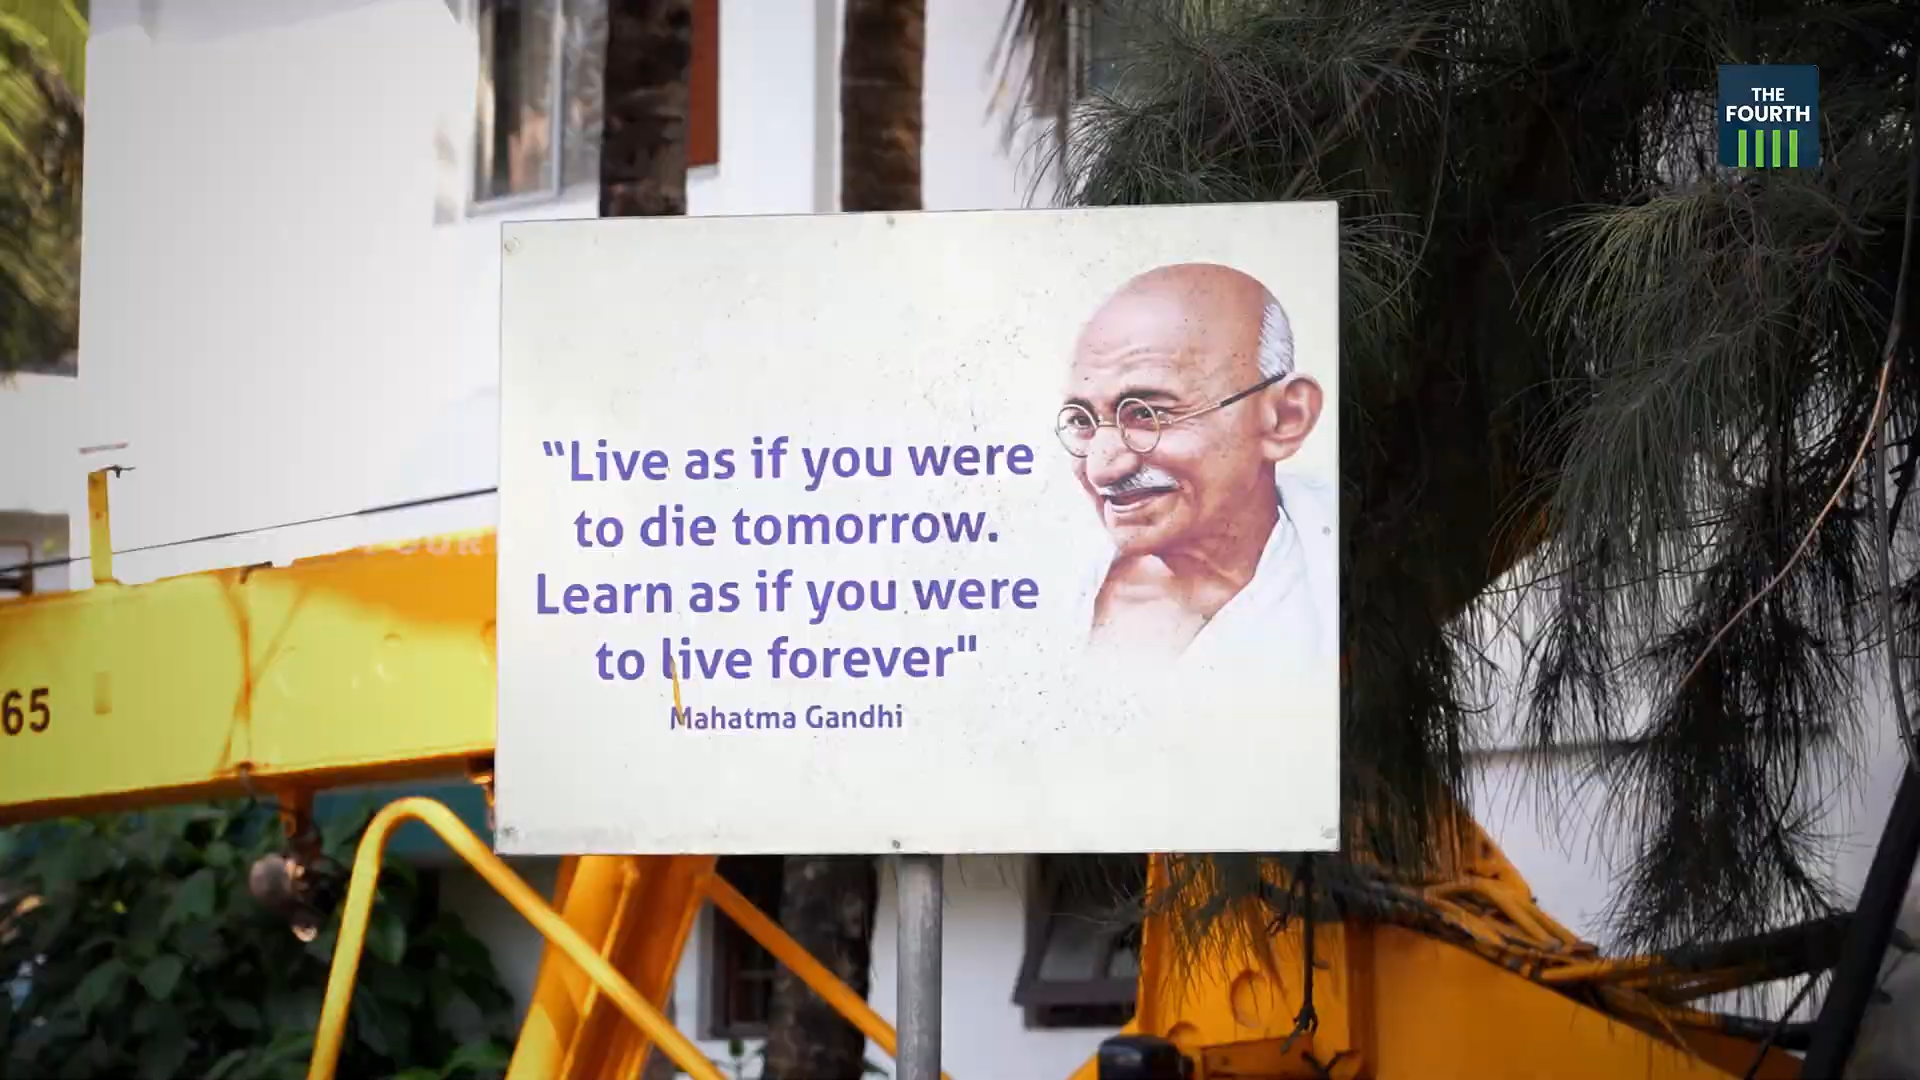 THE
FOURTH
“Live as if you were
to die tomorrow.
Learn as if you were
to live forever"
Mahatma Gandhi
65